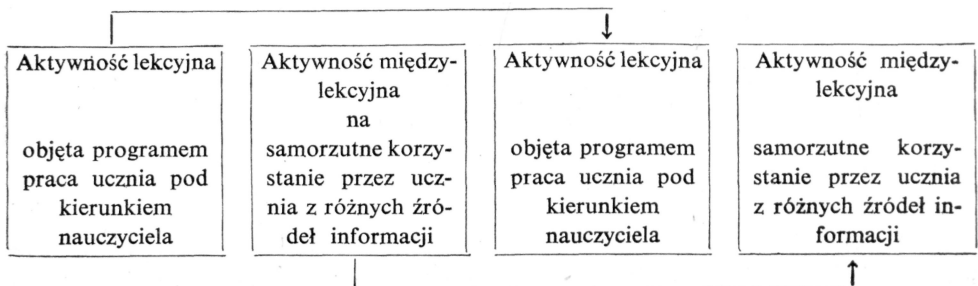 Aktywność lekcyjna
objęta programem
praca ucznia pod
kierunkiem
nauczyciela
Aktywność między-
lekcyjna
na
samorzutne korzy-
stanie przez ucz-
nia z różnych źró-
deł informacji
Aktywność lekcyjna
objęta programem
praca ucznia pod
kierunkiem
nauczyciela
Aktywność między-
lekcyjna
samorzutne korzy-
stanie przez ucznia
z różnych źródeł in-
formacji